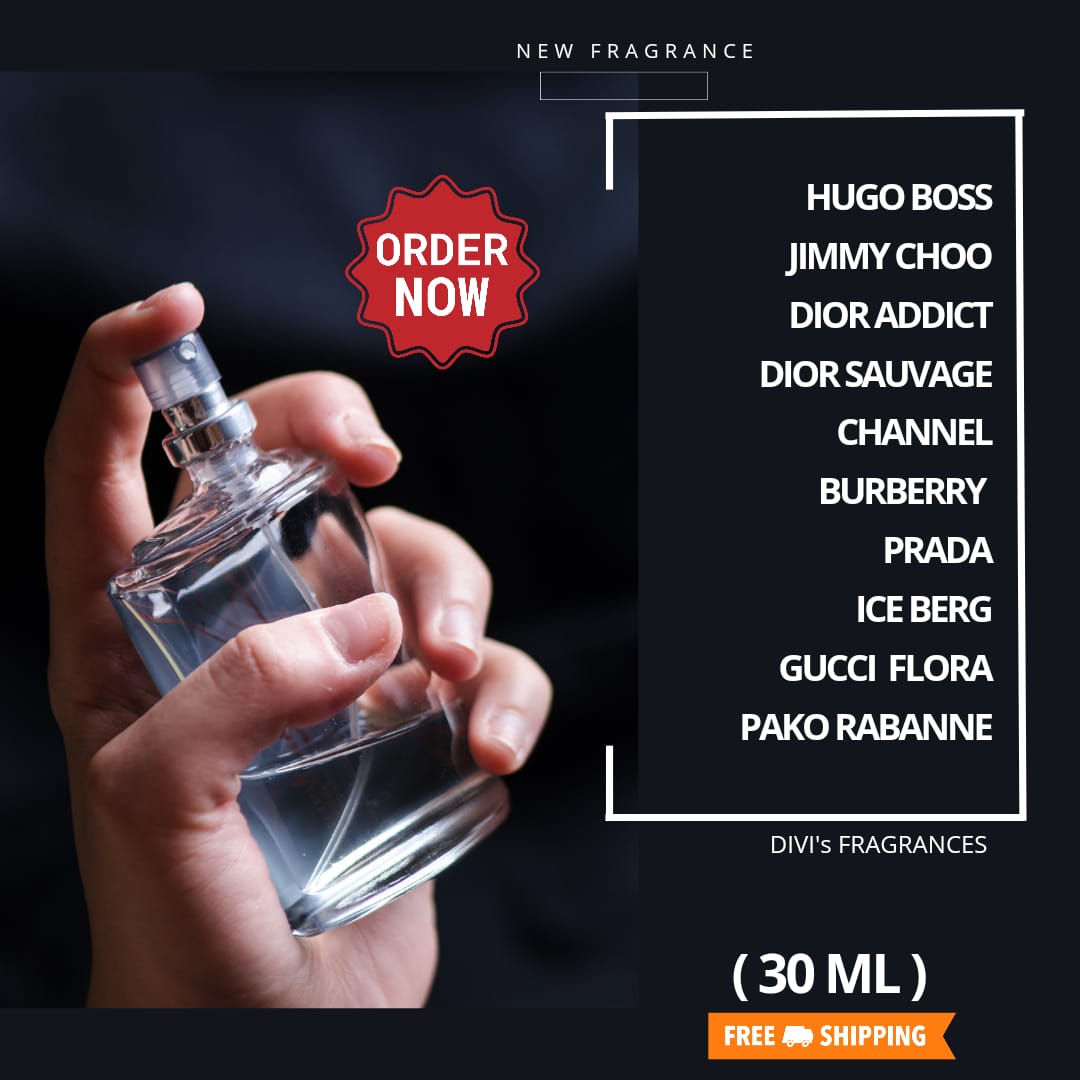 NEW FRAGRANCE
ORDER
NOW
HUGO BOSS
JIMMY CHOO
DIOR ADDICT
DIOR SAUVAGE
CHANNEL
BURBERRY
PRADA
ICE BERG
GUCCI FLORA
PAKO RABANNE
DIVI's FRAGRANCES
( 30 ML )
FREE SHIPPING